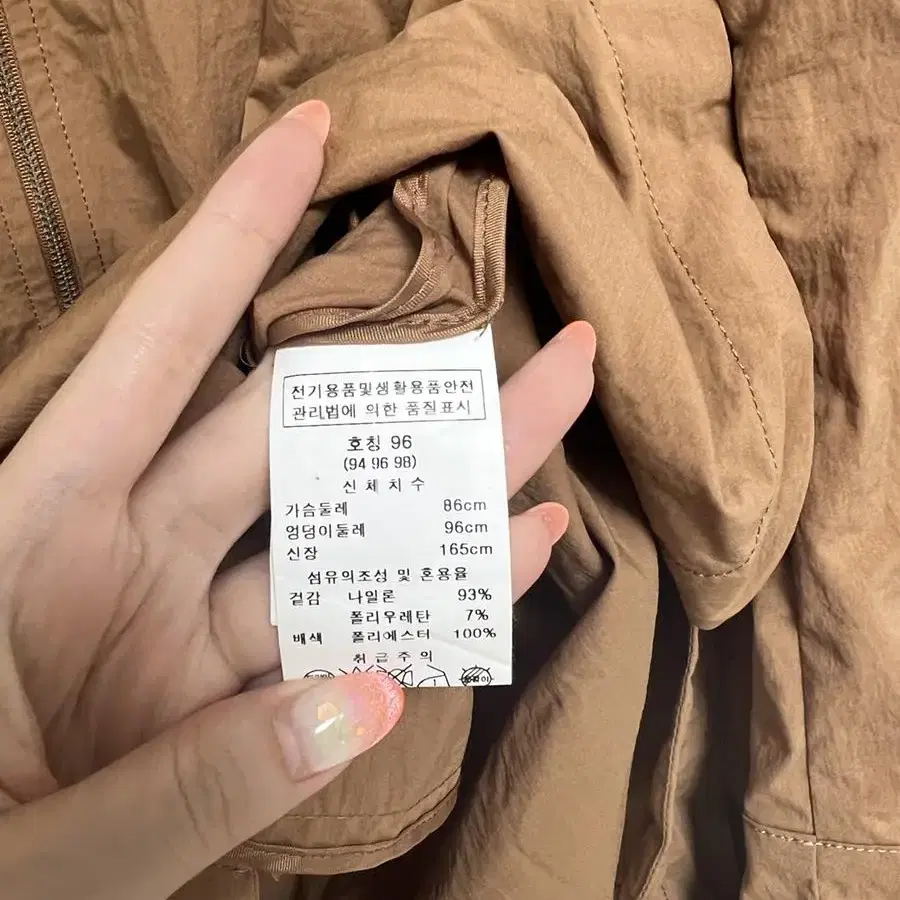 전기용품및생활용품안전
관리법에 의한 품질표시
호칭 96
(94 96 98)
신체치수
가슴둘레 86cm
엉덩이둘레 96cm
신장 165cm
섬유의조성 및 혼용율
겉감 나일론 93%
폴리우레탄 7%
배색 폴리에스터 100%
취급주의